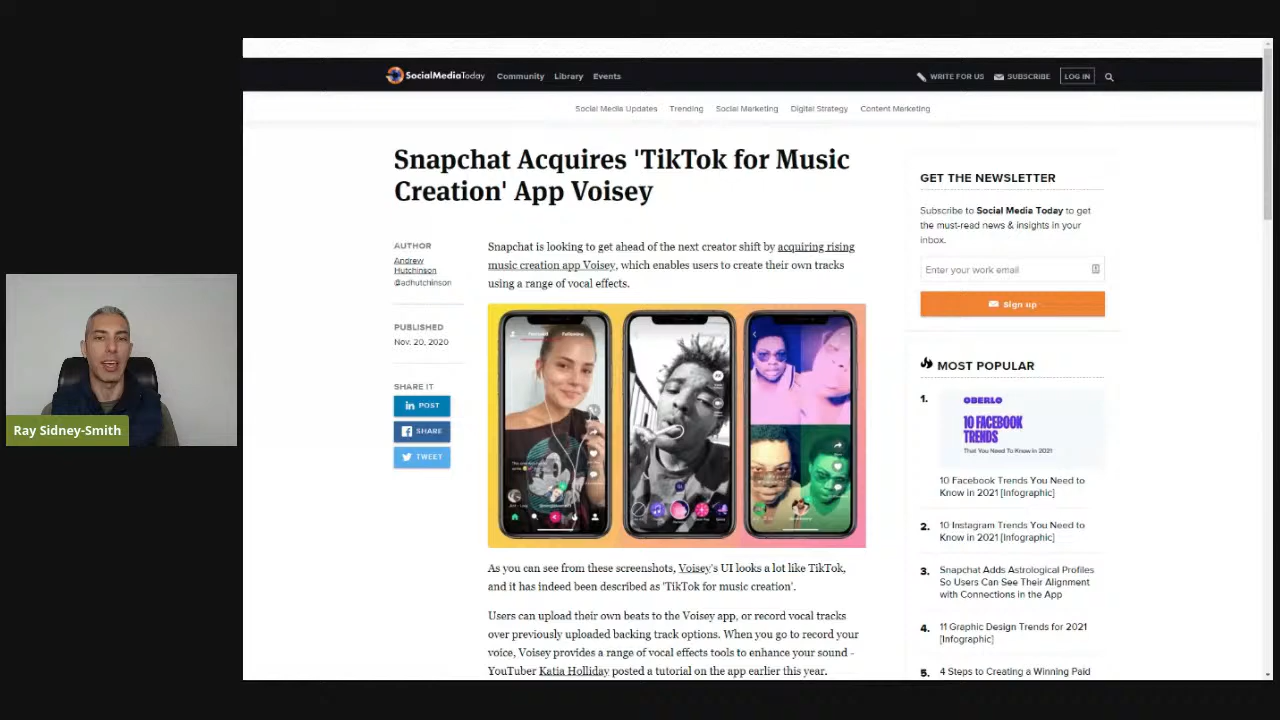 SocialMediaToday Community Library Events WRITE FOR US SUBSCRIBE LOG IN
Social Media Updates Trending Social Marketing Digital Strategy Content Marketing
Snapchat Acquires 'TikTok for Music
Creation' App Voisey
AUTHOR
Andrew
Hutchinson
@adhutchinson
PUBLISHED
Nov. 20, 2020
SHARE IT
in POST
SHARE
TWEET
Snapchat is looking to get ahead of the next creator shift by acquiring rising
music creation app Voisey, which enables users to create their own tracks
using a range of vocal effects.
Featured Following
As you can see from these screenshots, Voisey's UI looks a lot like TikTok,
and it has indeed been described as 'TikTok for music creation'.
Users can upload their own beats to the Voisey app, or record vocal tracks
over previously uploaded backing track options. When you go to record your
voice, Voisey provides a range of vocal effects tools to enhance your sound -
YouTuber Katia Holliday posted a tutorial on the app earlier this year.
GET THE NEWSLETTER
Subscribe to Social Media Today to get
the must-read news & insights in your
inbox.
Enter your work email
Sign up
MOST POPULAR
1.
OBERLO
10 FACEBOOK
TRENDS
That You Need To Know in 2021
10 Facebook Trends You Need to
Know in 2021 [Infographic]
2. 10 Instagram Trends You Need to
Know in 2021 [Infographic]
3. Snapchat Adds Astrological Profiles
So Users Can See Their Alignment
with Connections in the App
4. 11 Graphic Design Trends for 2021
[Infographic]
5. 4 Steps to Creating a Winning Paid
Ray Sidney-Smith